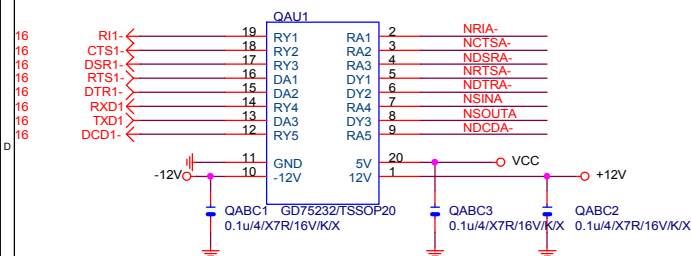 QAU1
16 RI1- 19 RY1 RA1 2 NRIA-
16 CTS1- 18 RY2 RA2 3 NCTSA-
16 DSR1- 17 RY3 RA3 4 NDSRA-
16 RTS1- 16 DA1 DY1 5 NRTSA-
16 DTR1- 15 DA2 DY2 6 NDTRA-
16 RXD1 14 RY4 RA4 7 NSINA
16 TXD1 13 DA3 DY3 8 NSOUTA
16 DCD1- 12 RY5 RA5 9 NDCDA-
D
11 GND 5V 20 VCC
-12V 10 -12V 12V 1 +12V
QABC1 GD75232/TSSOP20 QABC3 QABC2
0.1u/4/X7R/16V/K/X 0.1u/4/X7R/16V/K/X 0.1u/4/X7R/16V/K/X